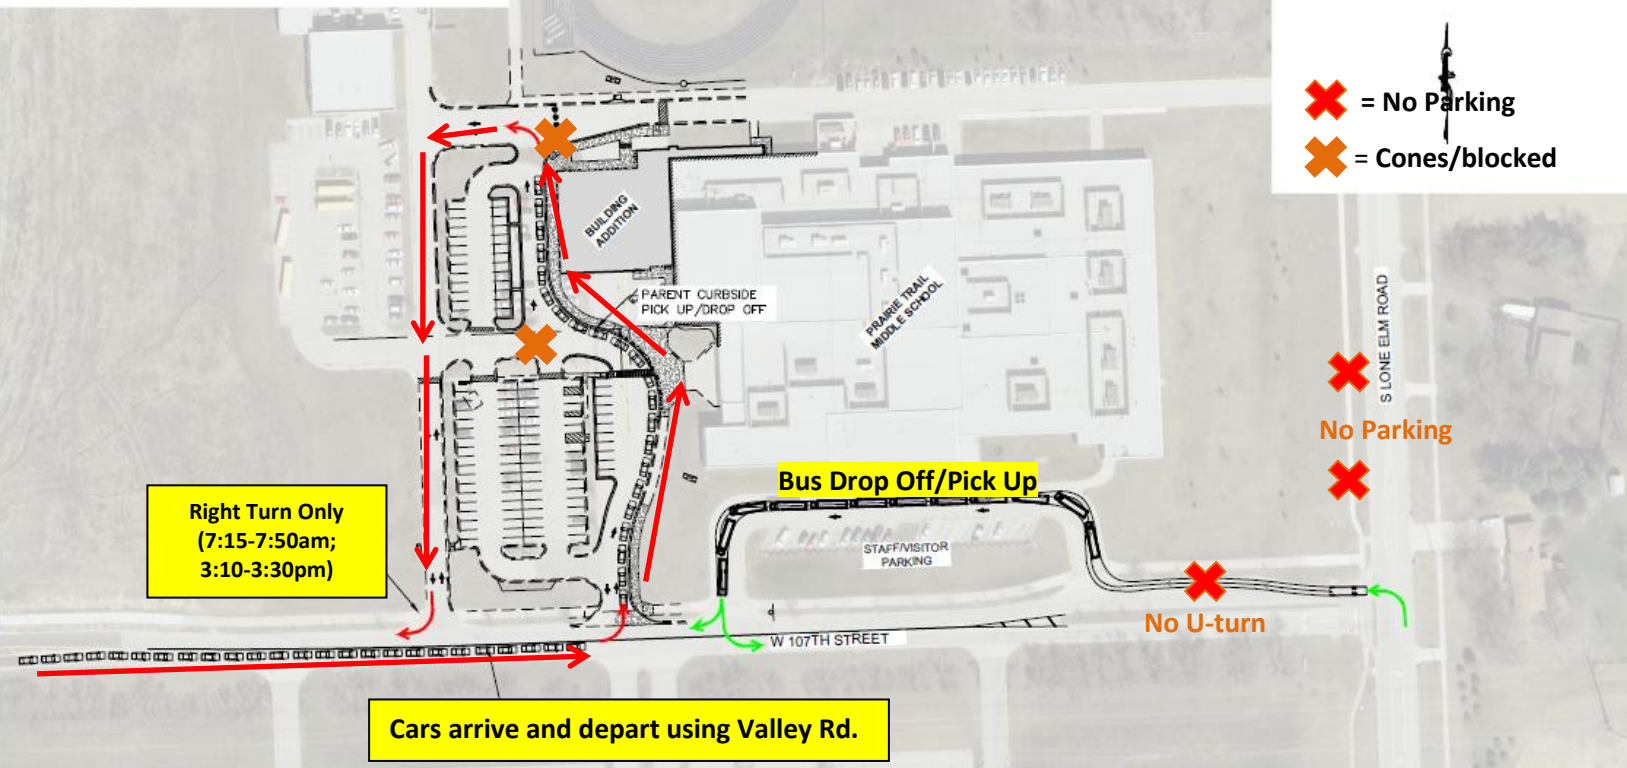 = No Parking
= Cones/blocked
BUILDING
ADDITION
PARENT CURBSIDE
PICK UP/DROP OFF
PRAIRIE TRAIL
MIDDLE SCHOOL
S LONE ELM ROAD
No Parking
Bus Drop Off/Pick Up
Right Turn Only
(7:15-7:50am;
3:10-3:30pm)
STAFF/VISITOR
PARKING
No U-turn
W 107TH STREET
Cars arrive and depart using Valley Rd.